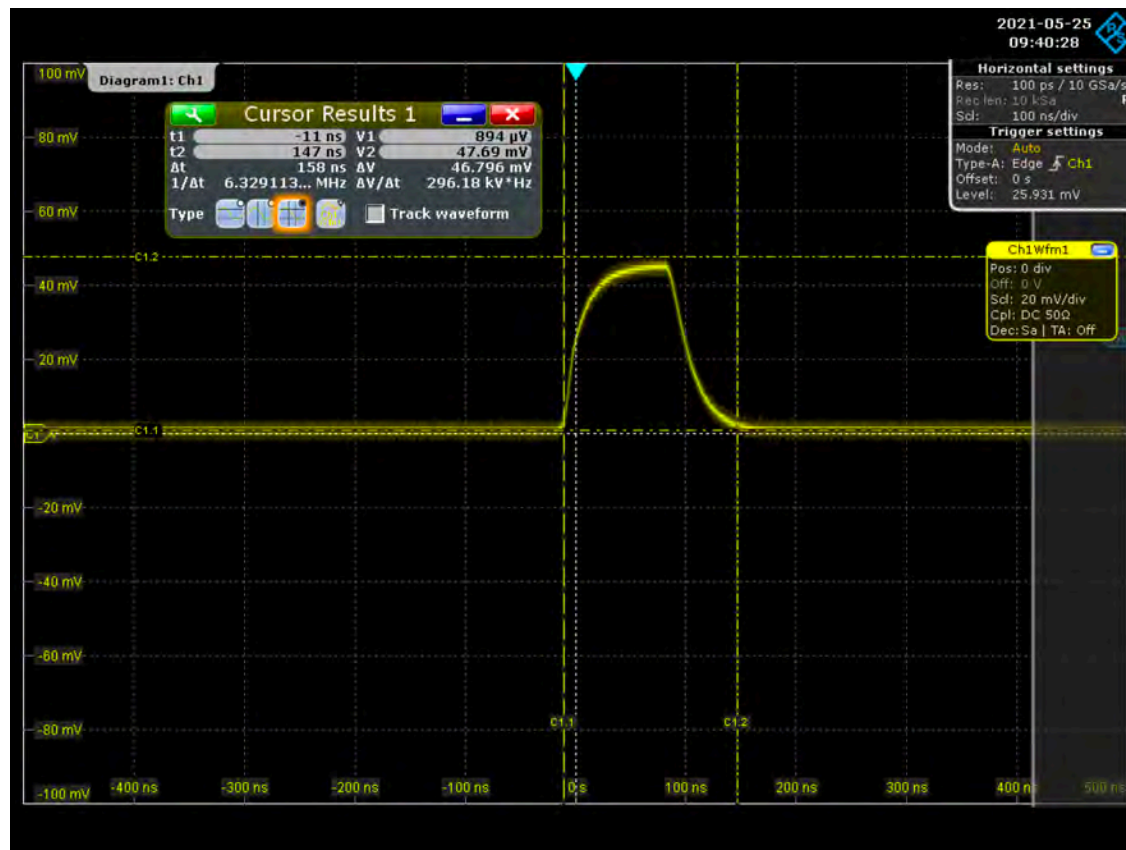 2021-05-25
09:40:28
100 mV
Diagram1: Ch1
Cursor Results 1
t1 -11 ns V1 894 µV
t2 147 ns V2 47.69 mV
Δt 158 ns ΔV 46.796 mV
1/Δt 6.329113... MHz ΔV/Δt 296.18 kV*Hz
Type Track waveform
Horizontal settings
Res: 100 ps / 10 GSa/s
Rec len: 10 kSa
Scl: 100 ns/div
Trigger settings
Mode: Auto
Type-A: Edge Ch1
Offset: 0 s
Level: 25.931 mV
Ch1Wfm1
Pos: 0 div
Off: 0 V
Scl: 20 mV/div
Cpl: DC 50Ω
Dec: Sa | TA: Off
80 mV
60 mV
C1.2
40 mV
20 mV
C1.1
C1
-20 mV
-40 mV
-60 mV
-80 mV
C1.1
C1.2
-100 mV
-400 ns
-300 ns
-200 ns
-100 ns
0 s
100 ns
200 ns
300 ns
400 n
500 ns